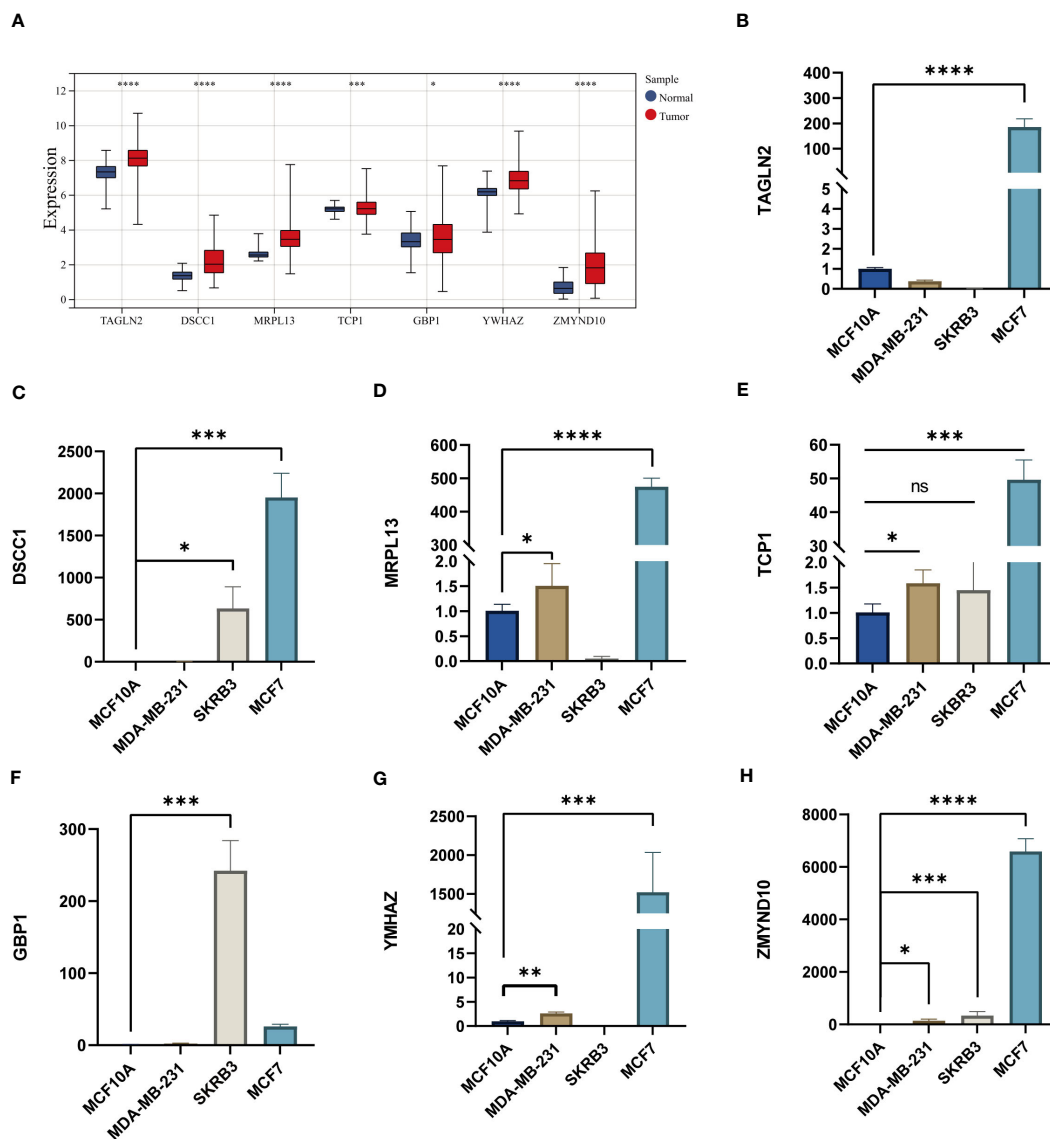 A
Sample
Normal
Tumor
**** **** **** *** * **** ****
Expression
12
10
8
6
4
2
0
TAGLN2 DSCC1 MRPL13 TCP1 GBP1 YWHAZ ZMYND10
B
TAGLN2
****
400
300
200
100
5
4
3
2
1
0
MCF10A
MDA-MB-231
SKRB3
MCF7
C
DSCC1
***
*
2500
2000
1500
1000
500
0
MCF10A
MDA-MB-231
SKRB3
MCF7
D
MRPL13
****
*
600
500
400
300
2.0
1.5
1.0
0.5
0.0
MCF10A
MDA-MB-231
SKRB3
MCF7
E
TCP1
***
ns
*
60
50
40
30
2.0
1.5
1.0
0.5
0.0
MCF10A
MDA-MB-231
SKBR3
MCF7
F
GBP1
***
300
200
100
0
MCF10A
MDA-MB-231
SKRB3
MCF7
G
YMHAZ
***
**
2500
2000
1500
1000
20
15
10
5
0
MCF10A
MDA-MB-231
SKRB3
MCF7
H
ZMYND10
****
***
*
8000
6000
4000
2000
0
MCF10A
MDA-MB-231
SKRB3
MCF7